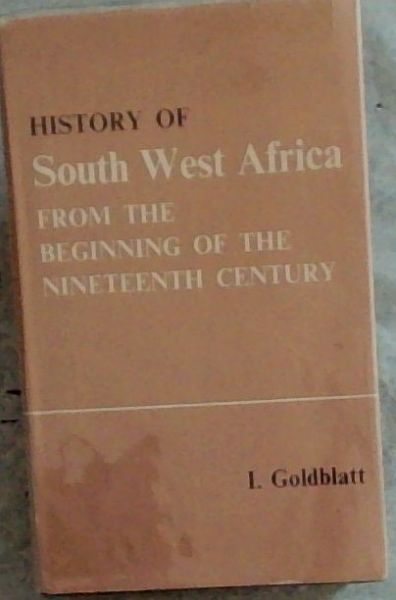 HISTORY OF
South West Africa
FROM THE
BEGINNING OF THE
NINETEENTH CENTURY
I. Goldblatt